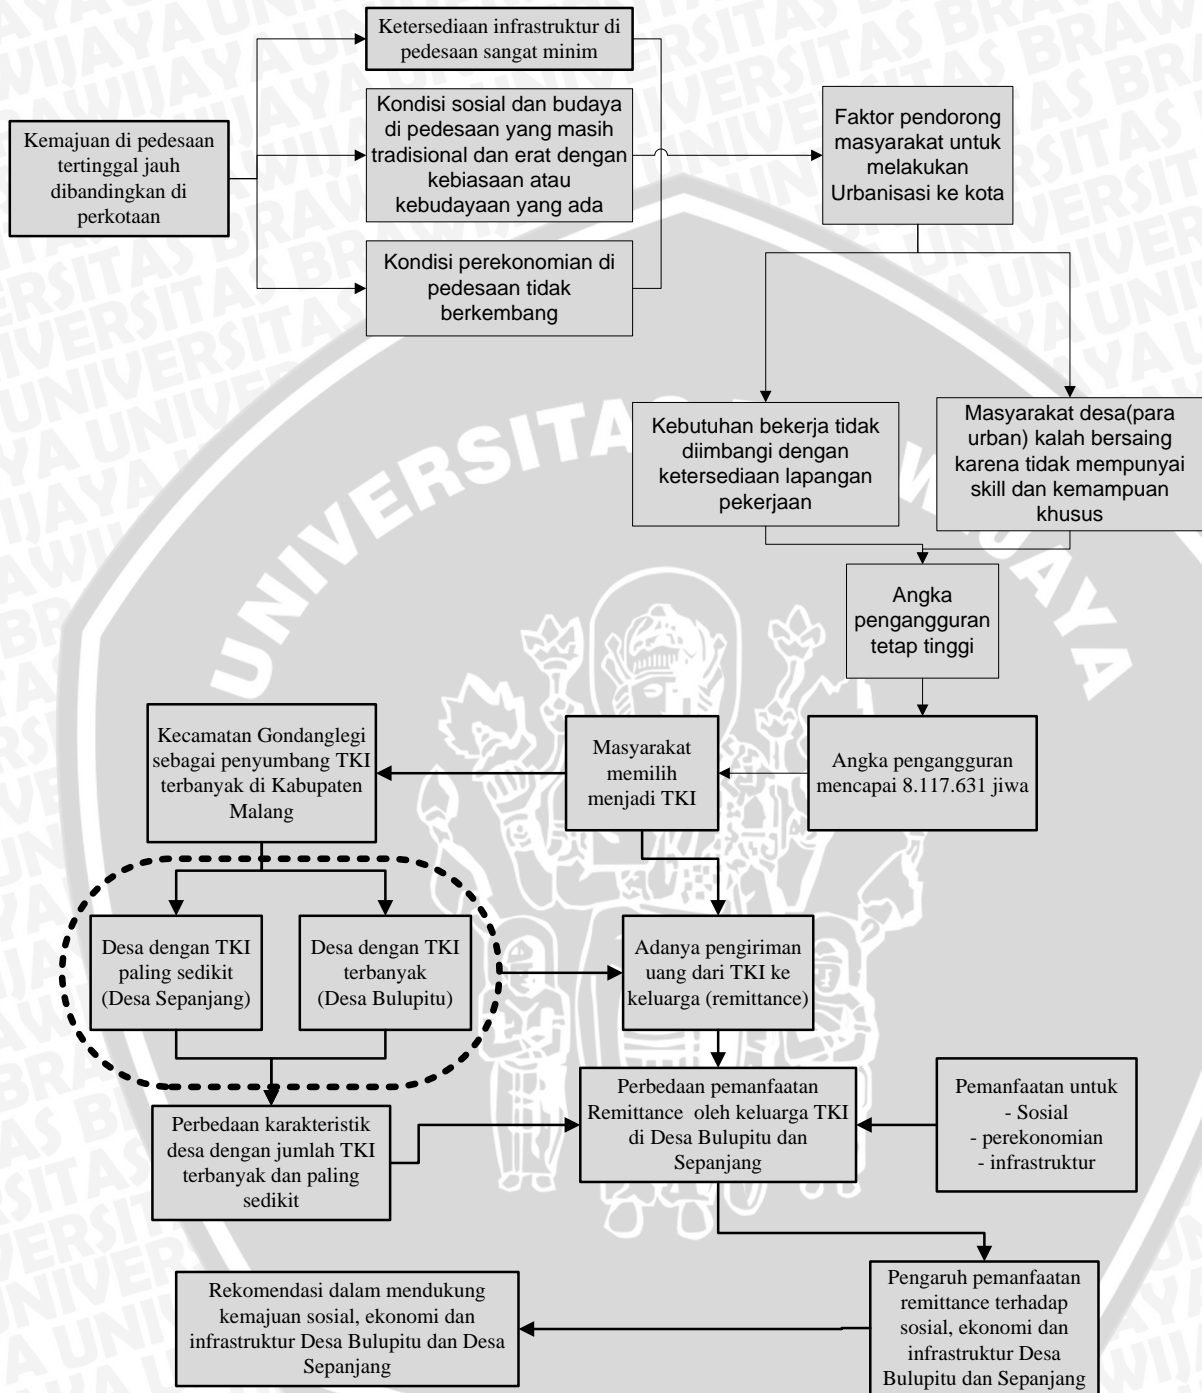 Ketersediaan infrastruktur di
pedesaan sangat minim
Kemajuan di pedesaan
tertinggal jauh
dibandingkan di
perkotaan
Kondisi sosial dan budaya
di pedesaan yang masih
tradisional dan erat dengan
kebiasaan atau
kebudayaan yang ada
Faktor pendorong
masyarakat untuk
melakukan
Urbanisasi ke kota
Kondisi perekonomian di
pedesaan tidak
berkembang
Kebutuhan bekerja tidak
diimbangi dengan
ketersediaan lapangan
pekerjaan
Masyarakat desa(para
urban) kalah bersaing
karena tidak mempunyai
skill dan kemampuan
khusus
Angka
pengangguran
tetap tinggi
Kecamatan Gondanglegi
sebagai penyumbang TKI
terbanyak di Kabupaten
Malang
Masyarakat
memilih
menjadi TKI
Angka pengangguran
mencapai 8.117.631 jiwa
Desa dengan TKI
paling sedikit
(Desa Sepanjang)
Desa dengan TKI
terbanyak
(Desa Bulupitu)
Adanya pengiriman
uang dari TKI ke
keluarga (remittance)
Perbedaan karakteristik
desa dengan jumlah TKI
terbanyak dan paling
sedikit
Perbedaan pemanfaatan
Remittance oleh keluarga TKI
di Desa Bulupitu dan
Sepanjang
Pemanfaatan untuk
- Sosial
- perekonomian
- infrastruktur
Rekomendasi dalam mendukung
kemajuan sosial, ekonomi dan
infrastruktur Desa Bulupitu dan Desa
Sepanjang
Pengaruh pemanfaatan
remittance terhadap
sosial, ekonomi dan
infrastruktur Desa
Bulupitu dan Sepanjang